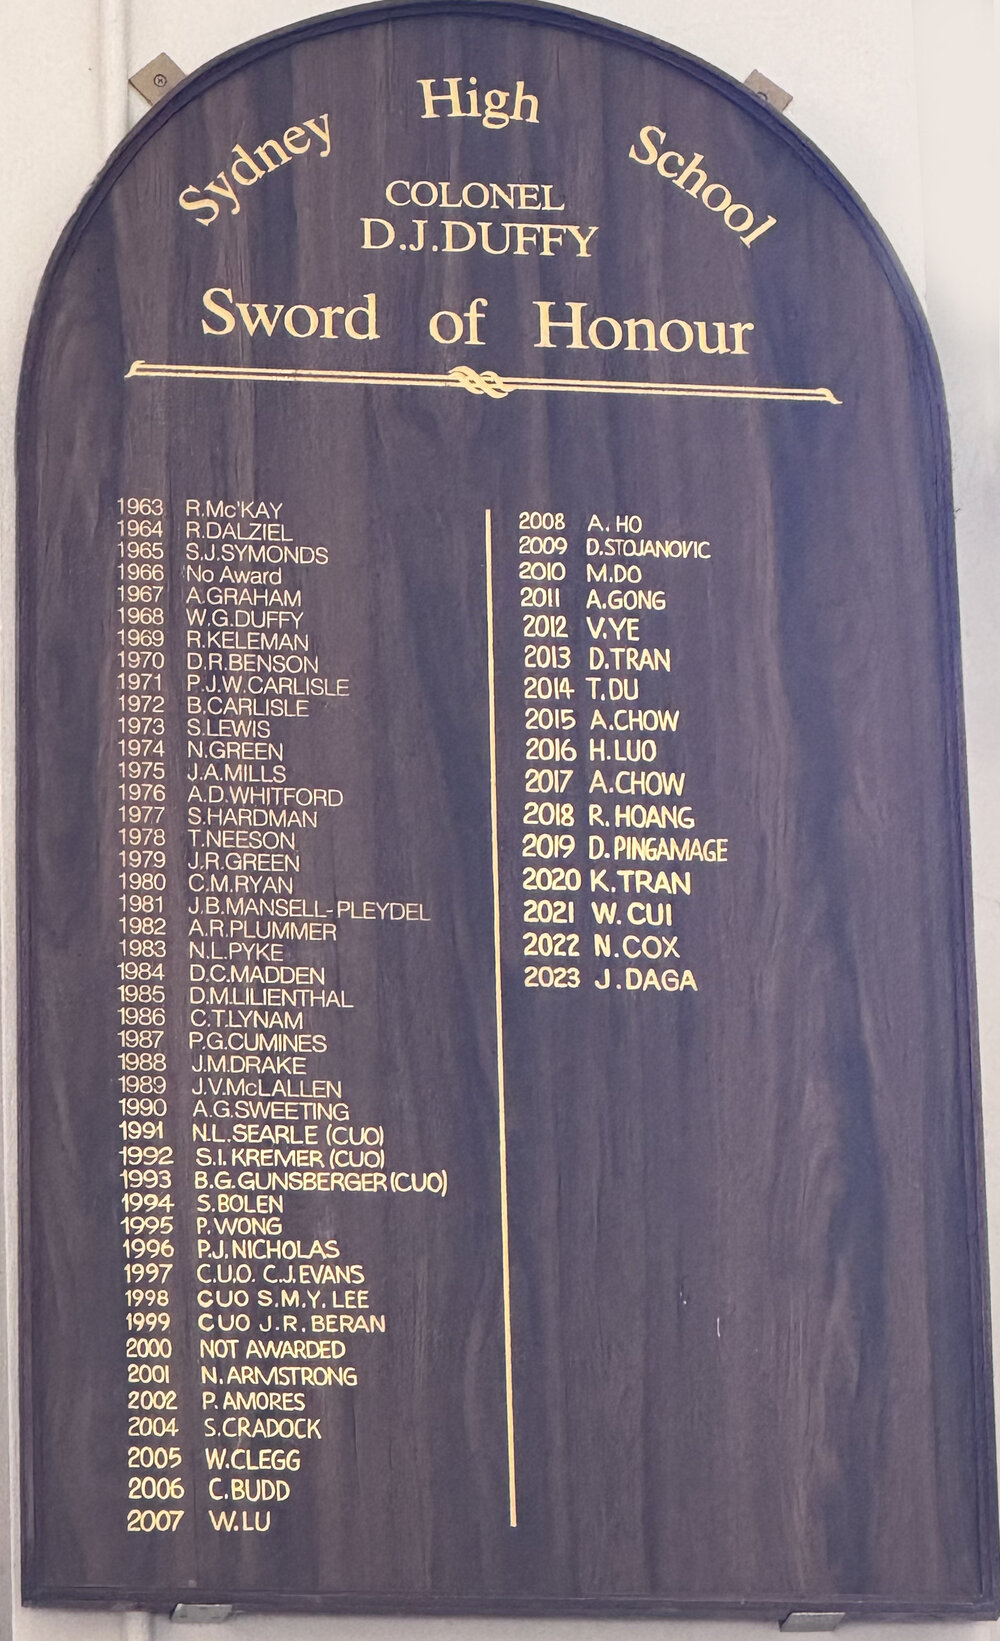 Sydney High School
COLONEL
D.J.DUFFY
Sword of Honour
1963 R.Mc'KAY
1964 R.DALZIEL
1965 S.J.SYMONDS
1966 No Award
1967 A.GRAHAM
1968 W.G.DUFFY
1969 R.KELEMAN
1970 D.R.BENSON
1971 P.J.W.CARLISLE
1972 B.CARLISLE
1973 S.LEWIS
1974 N.GREEN
1975 J.A.MILLS
1976 A.D.WHITFORD
1977 S.HARDMAN
1978 T.NEESON
1979 J.R.GREEN
1980 C.M.RYAN
1981 J.B.MANSELL-PLEYDEL
1982 A.R.PLUMMER
1983 N.L.PYKE
1984 D.C.MADDEN
1985 D.M.LILIENTHAL
1986 C.T.LYNAM
1987 P.G.CUMINES
1988 J.M.DRAKE
1989 J.V.McLALLEN
1990 A.G.SWEETING
1991 N.L.SEARLE (CUO)
1992 S.I.KREMER (CUO)
1993 B.G.GUNSBERGER (CUO)
1994 S.BOLEN
1995 P.WONG
1996 P.J.NICHOLAS
1997 C.U.O. C.J.EVANS
1998 CUO S.M.Y. LEE
1999 CUO J.R. BERAN
2000 NOT AWARDED
2001 N.ARMSTRONG
2002 P.AMORES
2004 S.CRADOCK
2005 W.CLEGG
2006 C.BUDD
2007 W.LU
2008 A. HO
2009 D.STOJANOVIC
2010 M.DO
2011 A.GONG
2012 V.YE
2013 D.TRAN
2014 T.DU
2015 A.CHOW
2016 H.LUO
2017 A.CHOW
2018 R.HOANG
2019 D.PINGAMAGE
2020 K.TRAN
2021 W.CUI
2022 N.COX
2023 J.DAGA